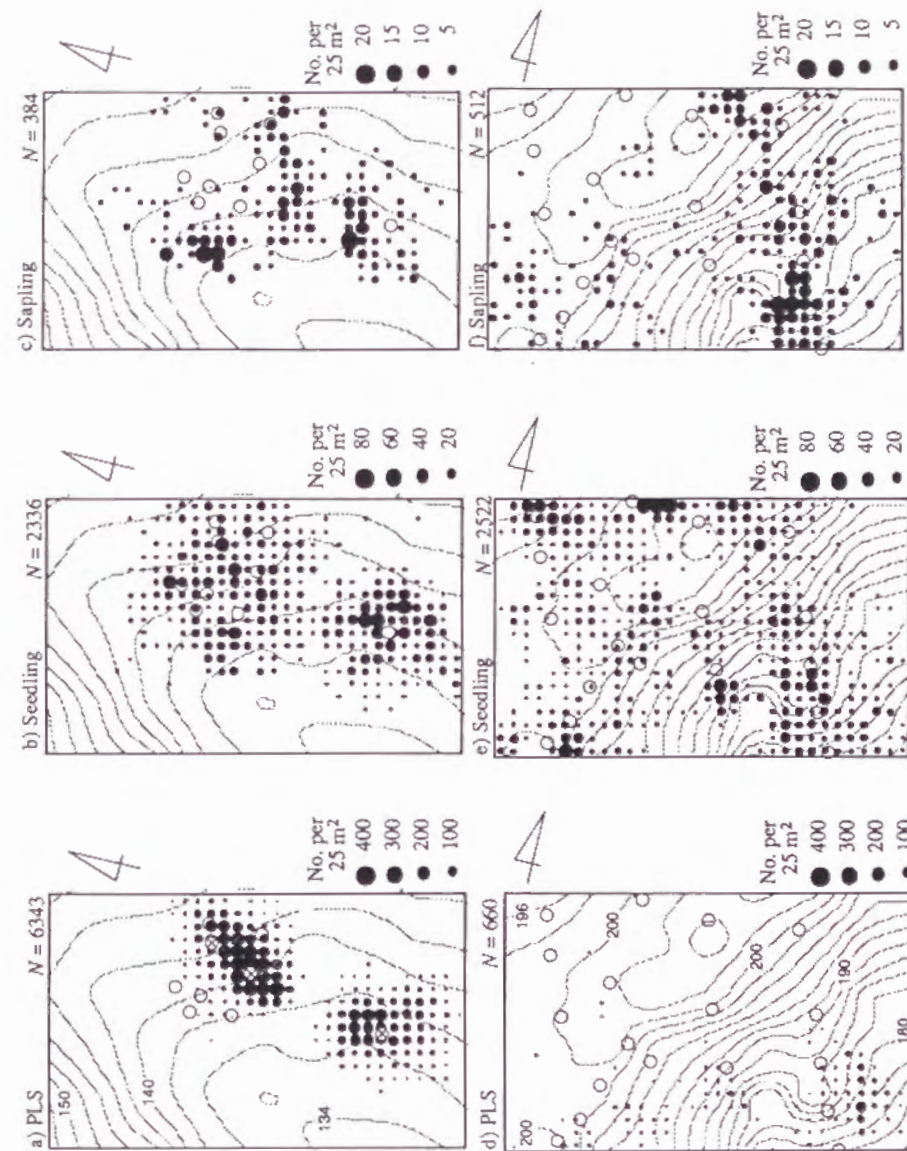 a) PLS
N = 6343
150
140
134
No. per
25 m²
400
300
200
100
b) Seedling
N = 2336
No. per
25 m²
80
60
40
20
c) Sapling
N = 384
No. per
25 m²
20
15
10
5
d) PLS
N = 660
200
196
200
200
190
180
No. per
25 m²
400
300
200
100
e) Seedling
N = 2522
No. per
25 m²
80
60
40
20
f) Sapling
N = 512
No. per
25 m²
20
15
10
5